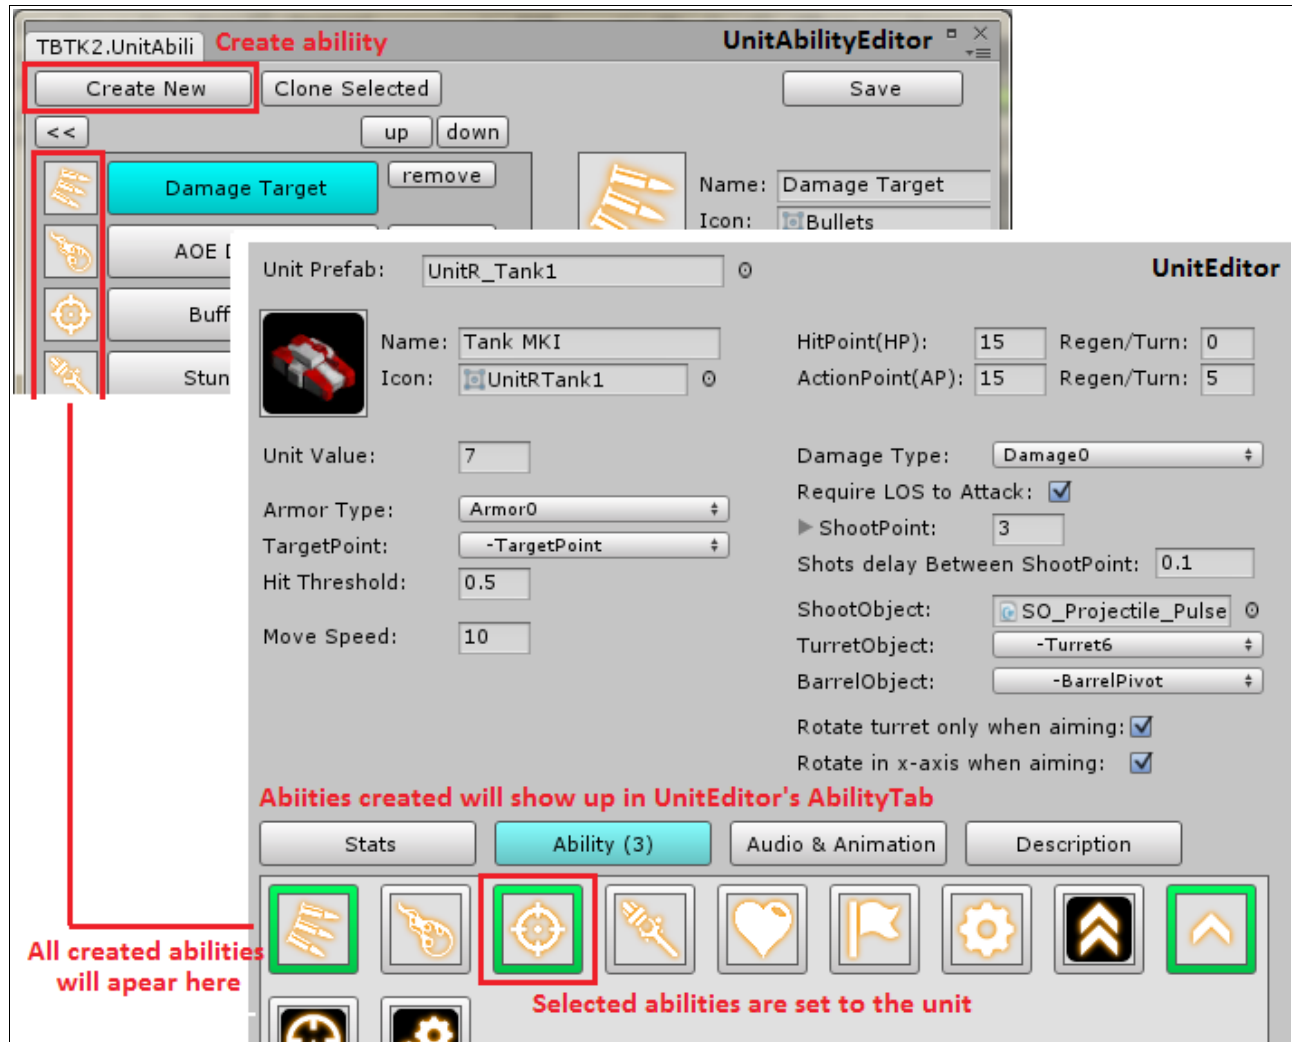 TBTK2.UnitAbili Create abiliity UnitAbilityEditor
Create New Clone Selected Save
<< up down
Damage Target remove Name: Damage Target
Icon: Bullets
AOE
Buff
Stun
Unit Prefab: UnitR_Tank1 UnitEditor
Name: Tank MKI HitPoint(HP): 15 Regen/Turn: 0
Icon: UnitRTank1 ActionPoint(AP): 15 Regen/Turn: 5
Unit Value: 7 Damage Type: Damage0
Require LOS to Attack:
Armor Type: Armor0 ShootPoint: 3
TargetPoint: -TargetPoint Shots delay Between ShootPoint: 0.1
Hit Threshold: 0.5
ShootObject: SO_Projectile_Pulse
Move Speed: 10 TurretObject: -Turret6
BarrelObject: -BarrelPivot
Rotate turret only when aiming:
Rotate in x-axis when aiming:
Abiities created will show up in UnitEditor's AbilityTab
Stats Ability (3) Audio & Animation Description
All created abilities
will apear here
Selected abilities are set to the unit